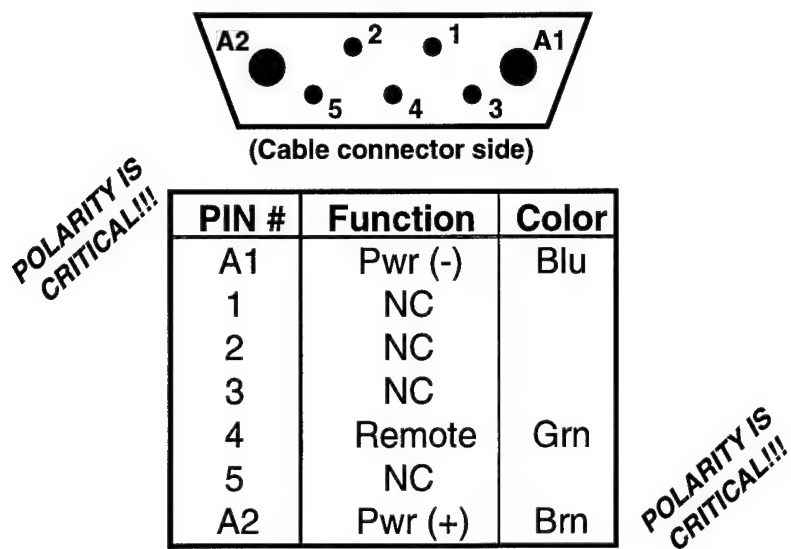 A2 2 1 A1
5 4 3
(Cable connector side)
POLARITY IS
CRITICAL!!!
PIN # Function Color
A1 Pwr (-) Blu
1 NC
2 NC
3 NC
4 Remote Grn
5 NC
A2 Pwr (+) Brn
POLARITY IS
CRITICAL!!!